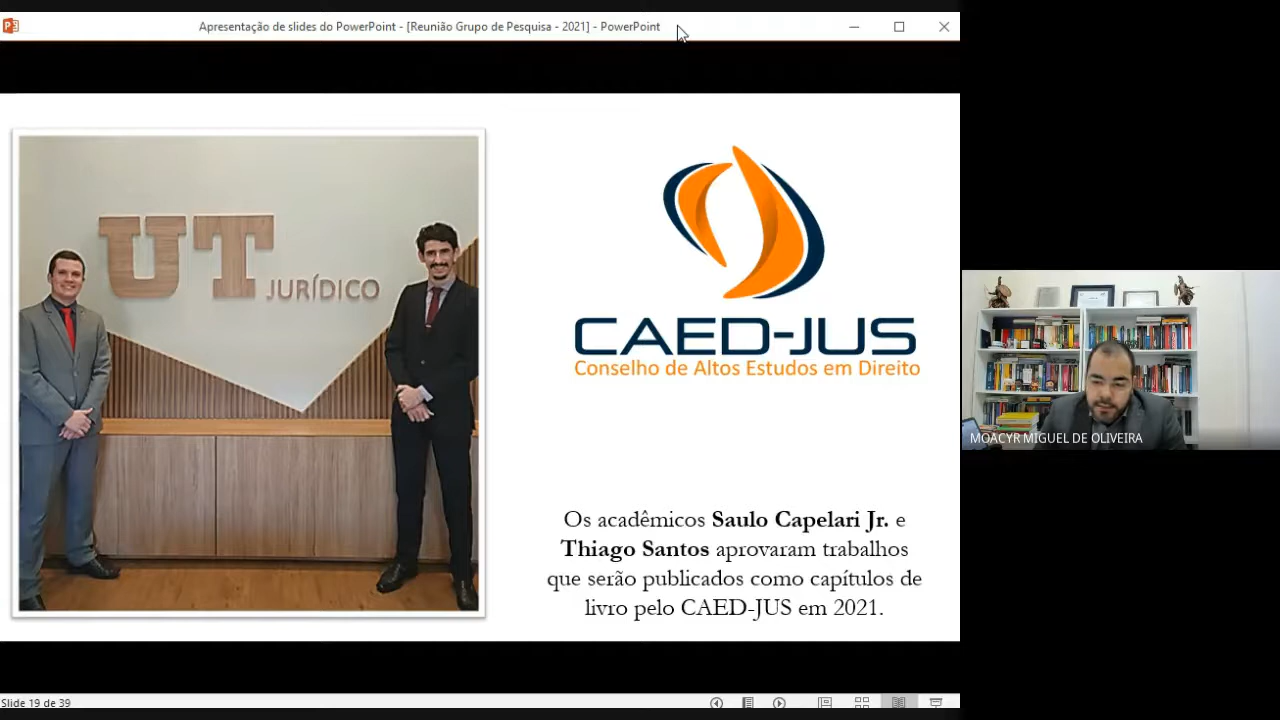 Apresentação de slides do PowerPoint - [Reunião Grupo de Pesquisa - 2021] - PowerPoint
UT
JURÍDICO
CAED-JUS
Conselho de Altos Estudos em Direito
Os acadêmicos Saulo Capelari Jr. e
Thiago Santos aprovaram trabalhos
que serão publicados como capítulos de
livro pelo CAED-JUS em 2021.
MOACYR MIGUEL DE OLIVEIRA
Slide 19 de 39